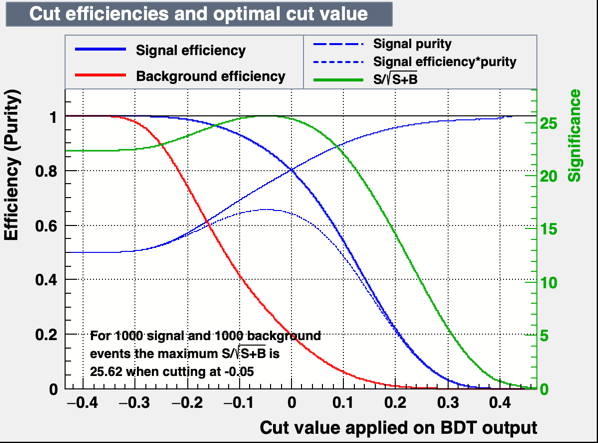 Cut efficiencies and optimal cut value
Signal efficiency
Background efficiency
Signal purity
Signal efficiency*purity
S/√S+B
Efficiency (Purity)
1
0.8
0.6
0.4
0.2
0
25
20
15
10
5
0
Significance
For 1000 signal and 1000 background
events the maximum S/√S+B is
25.62 when cutting at -0.05
−0.4 −0.3 −0.2 −0.1 0 0.1 0.2 0.3 0.4
Cut value applied on BDT output